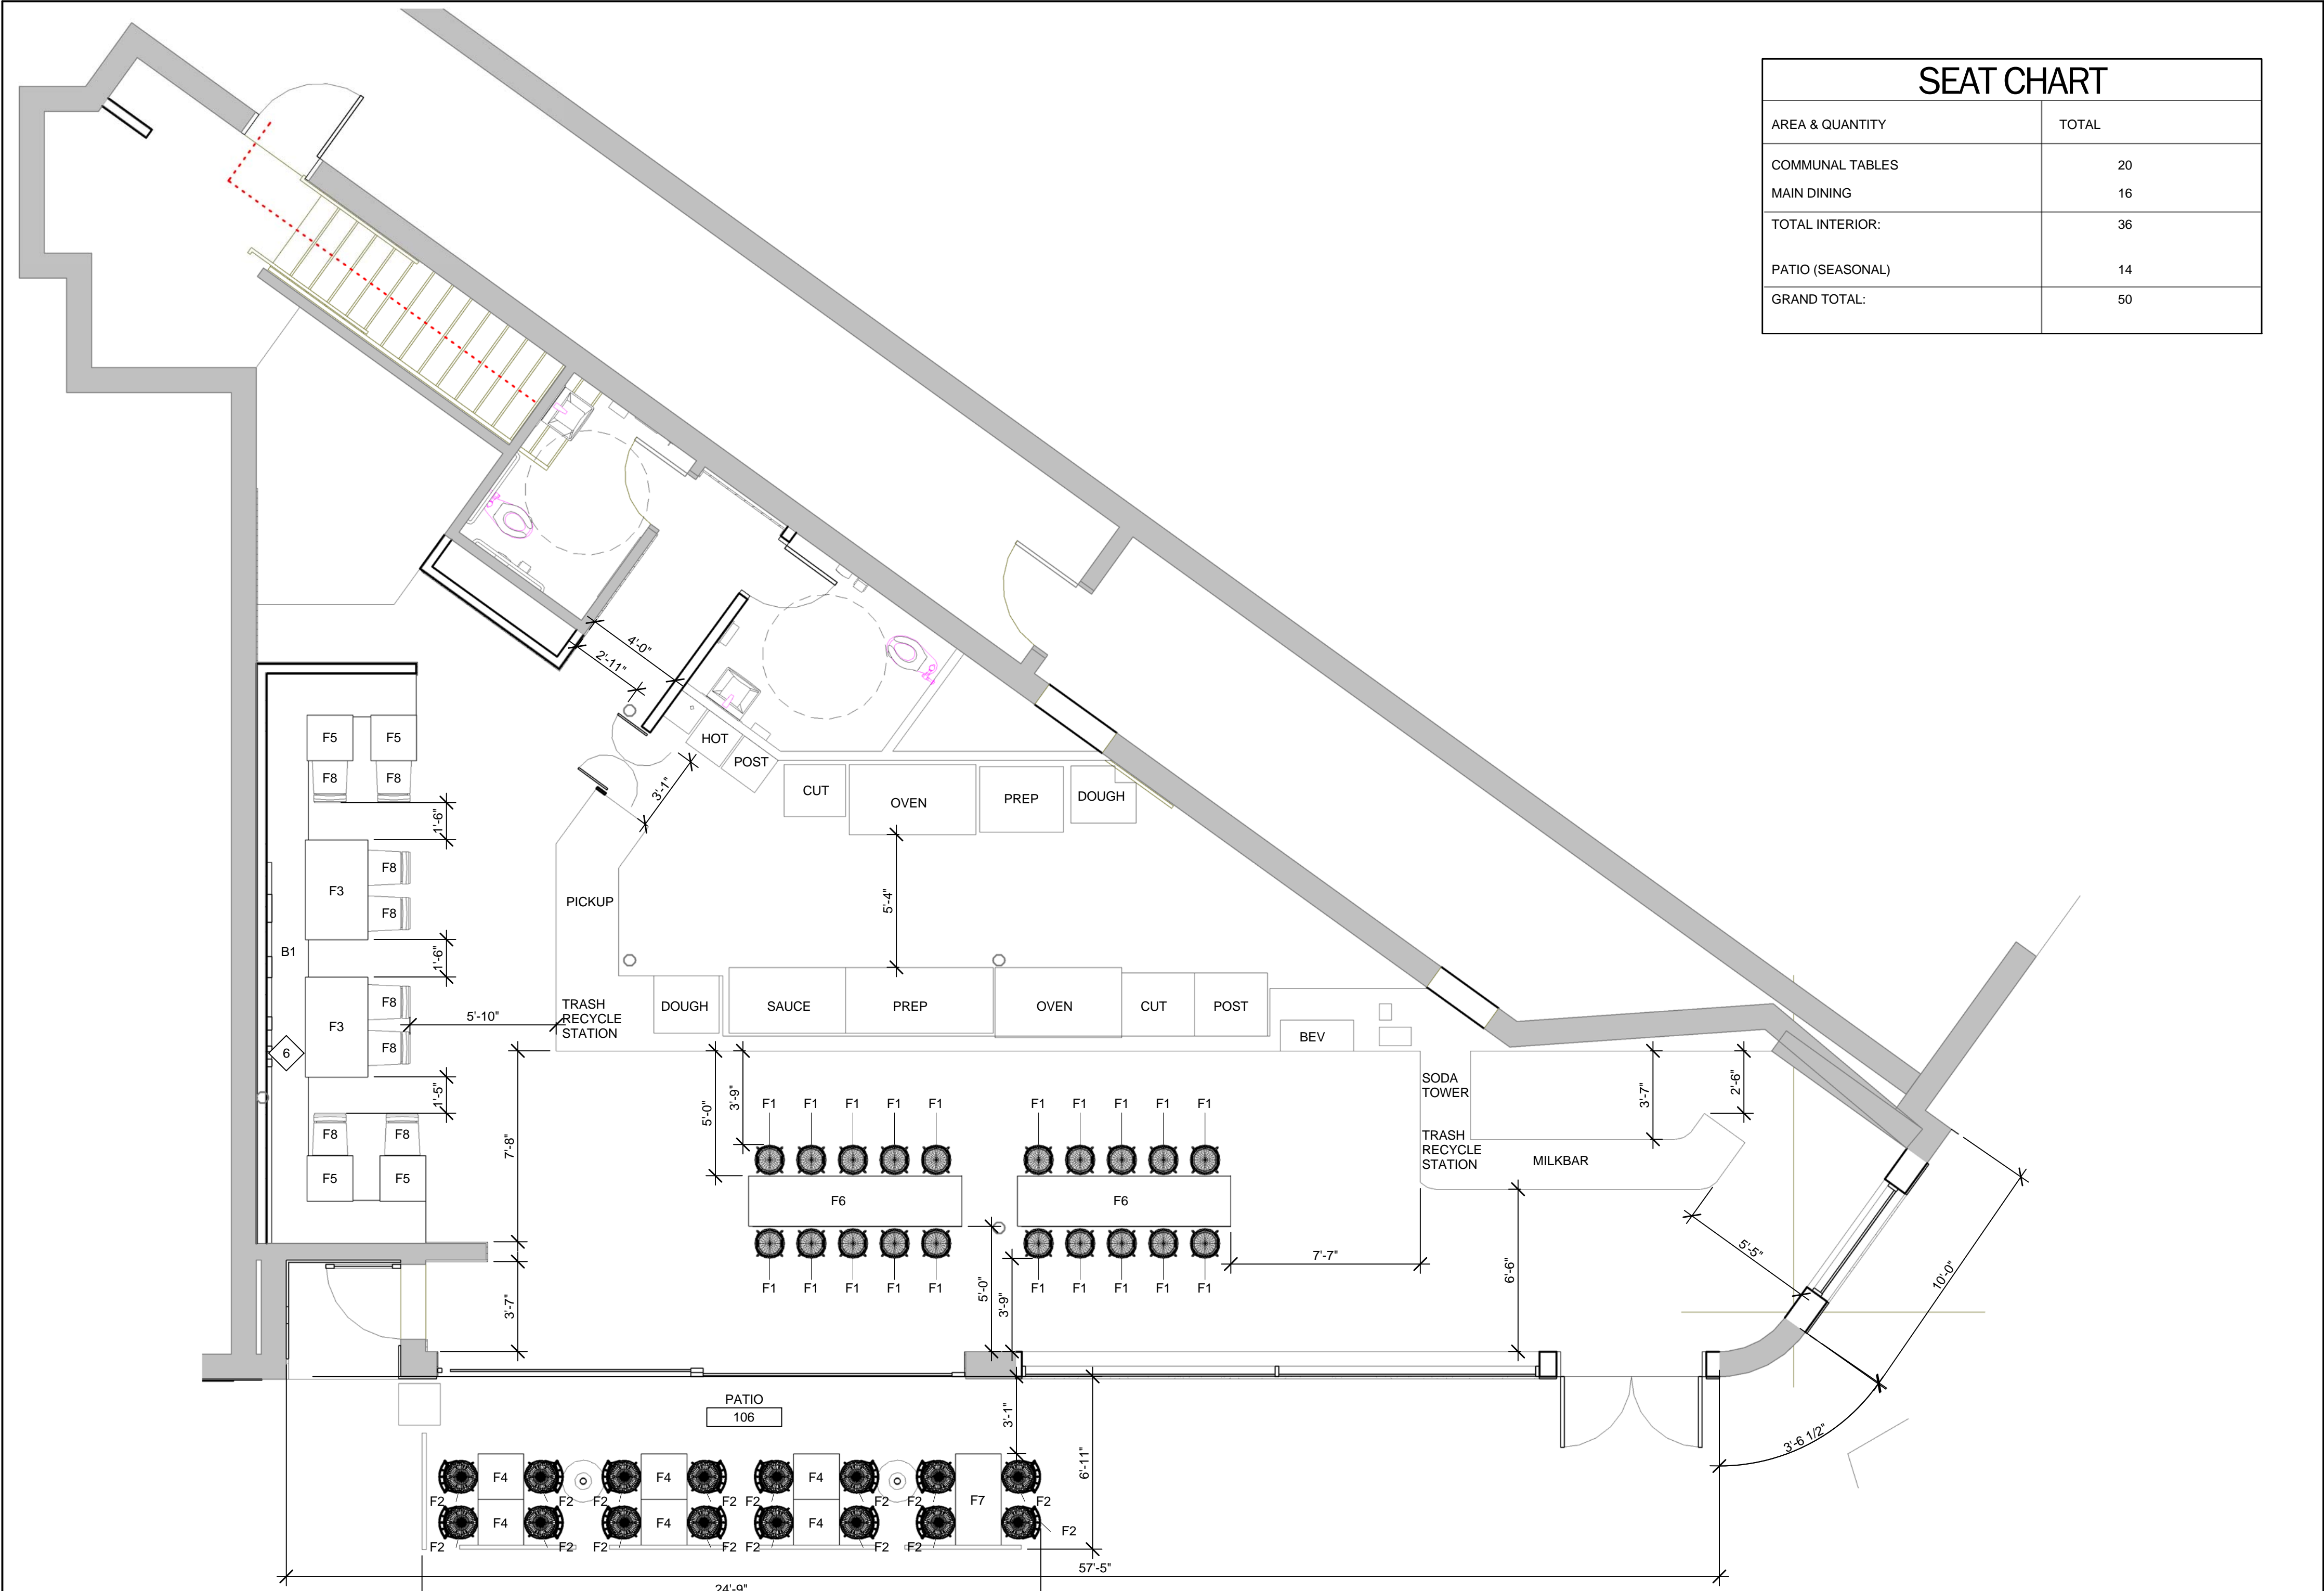 SEAT CHART
AREA & QUANTITY TOTAL
COMMUNAL TABLES 20
MAIN DINING 16
TOTAL INTERIOR: 36
PATIO (SEASONAL) 14
GRAND TOTAL: 50
4'-0"
2'-11"
HOT
POST
3'-1"
CUT
OVEN
PREP
DOUGH
F5 F5
F8 F8
1'-6"
F3
F8
F8
1'-6"
B1
F3
F8
F8
6
1'-5"
F8 F8
F5 F5
5'-10"
PICKUP
5'-4"
TRASH
RECYCLE
STATION
DOUGH
SAUCE
PREP
OVEN
CUT
POST
BEV
7'-8"
3'-7"
5'-0"
3'-9"
F1 F1 F1 F1 F1 F1 F1 F1 F1 F1
F6 F6
F1 F1 F1 F1 F1 F1 F1 F1 F1 F1
5'-0"
3'-9"
7'-7"
SODA
TOWER
TRASH
RECYCLE
STATION
MILKBAR
3'-7"
2'-6"
6'-6"
5'-5"
10'-0"
3'-6 1/2"
PATIO
106
3'-1"
6'-11"
F4 F4 F4
F7
F2 F2 F2 F2 F2 F2 F2 F2
F4 F4 F4
F2
F2 F2 F2 F2 F2 F2 F2
57'-5"
24'-9"